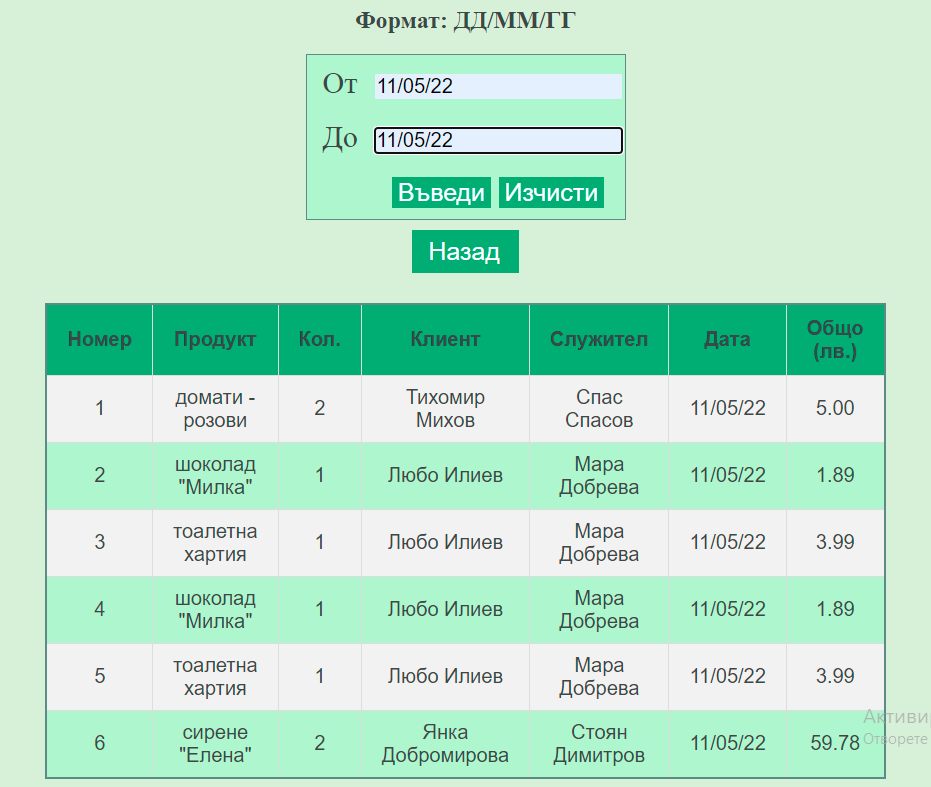 Формат: ДД/ММ/ГГ
От 11/05/22
До 11/05/22
Въведи Изчисти
Назад
Номер Продукт Кол. Клиент Служител Дата Общо (лв.)
1 домати - розови 2 Тихомир Михов Спас Спасов 11/05/22 5.00
2 шоколад "Милка" 1 Любо Илиев Мара Добрева 11/05/22 1.89
3 тоалетна хартия 1 Любо Илиев Мара Добрева 11/05/22 3.99
4 шоколад "Милка" 1 Любо Илиев Мара Добрева 11/05/22 1.89
5 тоалетна хартия 1 Любо Илиев Мара Добрева 11/05/22 3.99
6 сирене "Елена" 2 Янка Добромирова Стоян Димитров 11/05/22 59.78
Отворете